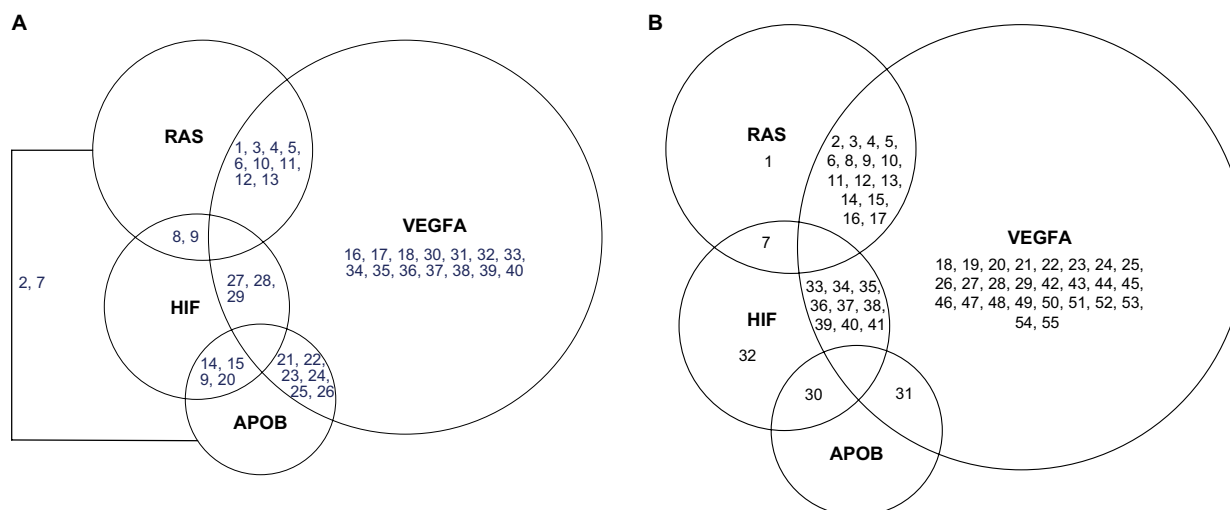 A
RAS
1, 3, 4, 5,
6, 10, 11,
12, 13
VEGFA
16, 17, 18, 30, 31, 32, 33,
34, 35, 36, 37, 38, 39, 40
8, 9
2, 7
27, 28,
29
HIF
14, 15
9, 20
21, 22,
23, 24,
25, 26
APOB
B
RAS
1
2, 3, 4, 5,
6, 8, 9, 10,
11, 12, 13,
14, 15,
16, 17
VEGFA
18, 19, 20, 21, 22, 23, 24, 25,
26, 27, 28, 29, 42, 43, 44, 45,
46, 47, 48, 49, 50, 51, 52, 53,
54, 55
7
33, 34, 35,
36, 37, 38,
39, 40, 41
HIF
32
30
31
APOB